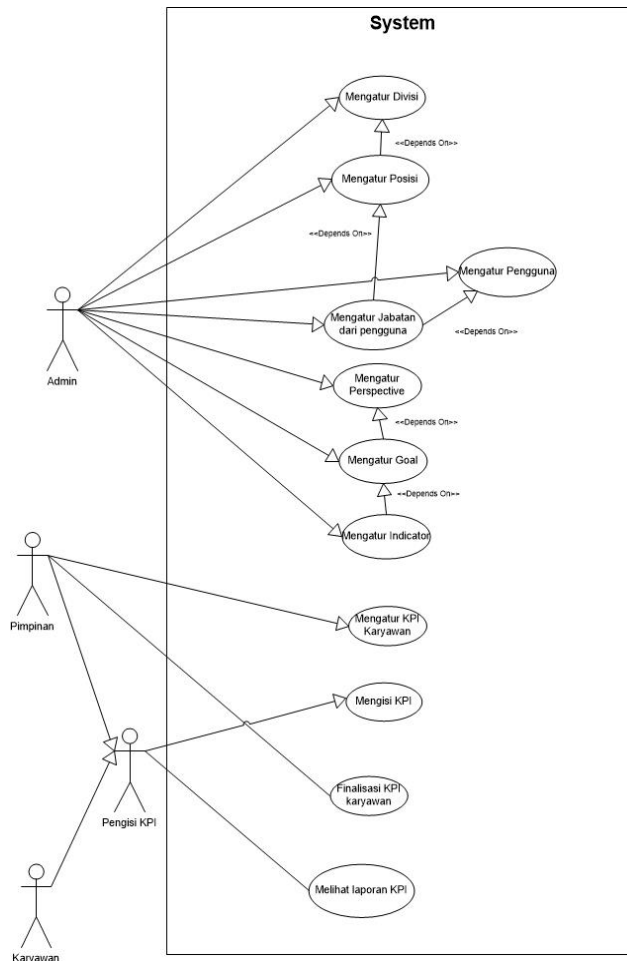 System
Mengatur Divisi
<<Depends On>>
Mengatur Posisi
<<Depends On>>
Mengatur Pengguna
Mengatur Jabatan
dari pengguna
<<Depends On>>
Admin
Mengatur
Perspective
<<Depends On>>
Mengatur Goal
<<Depends On>>
Mengatur Indicator
Pimpinan
Mengatur KPI
Karyawan
Mengisi KPI
Pengisi KPI
Finalisasi KPI
karyawan
Melihat laporan KPI
Karyawan